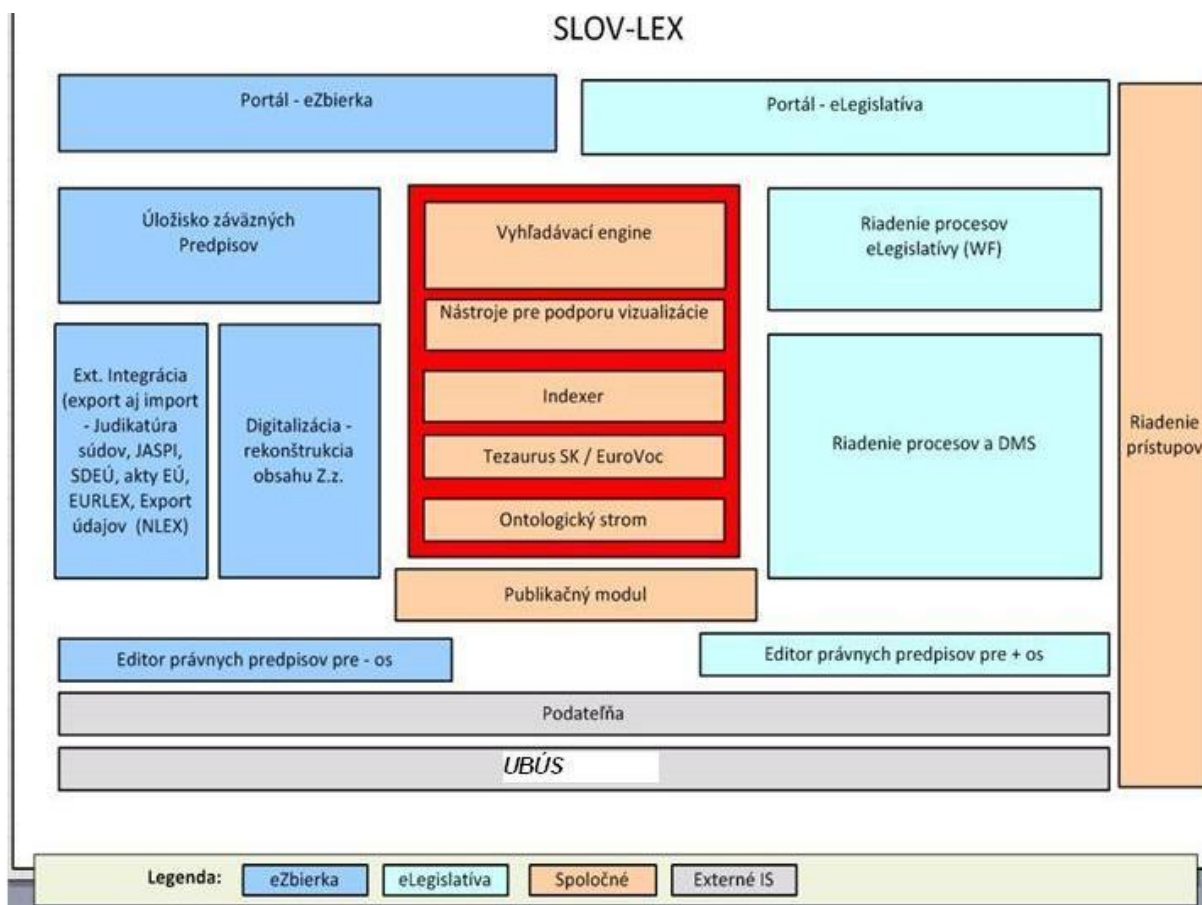 SLOV-LEX
Portál - eZbierka
Portál - eLegislatíva
Úložisko záväzných
Predpisov
Vyhľadávací engine
Riadenie procesov
eLegislatívy (WF)
Nástroje pre podporu vizualizácie
Ext. Integrácia
(export aj import
- Judikatúra
súdov, JASPI,
SDEÚ, akty EÚ,
EURLEX, Export
údajov (NLEX)
Digitalizácia -
rekonštrukcia
obsahu Z.z.
Indexer
Tezaurus SK / EuroVoc
Ontologický strom
Riadenie procesov a DMS
Riadenie
prístupov
Publikačný modul
Editor právnych predpisov pre - os
Editor právnych predpisov pre + os
Podateľňa
UBÚS
Legenda:
eZbierka
eLegislatíva
Spoločné
Externé IS